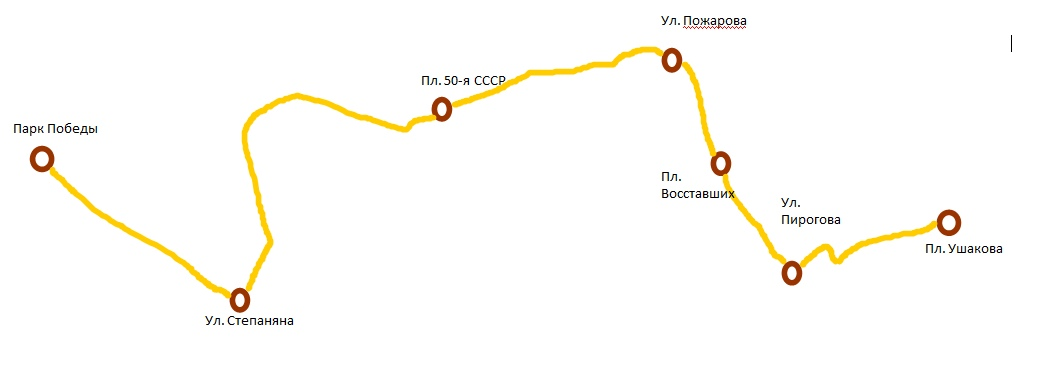 Ул. Пожарова
Пл. 50-я СССР
Парк Победы
Пл.
Восставших
Ул.
Пирогова
Пл. Ушакова
Ул. Степаняна